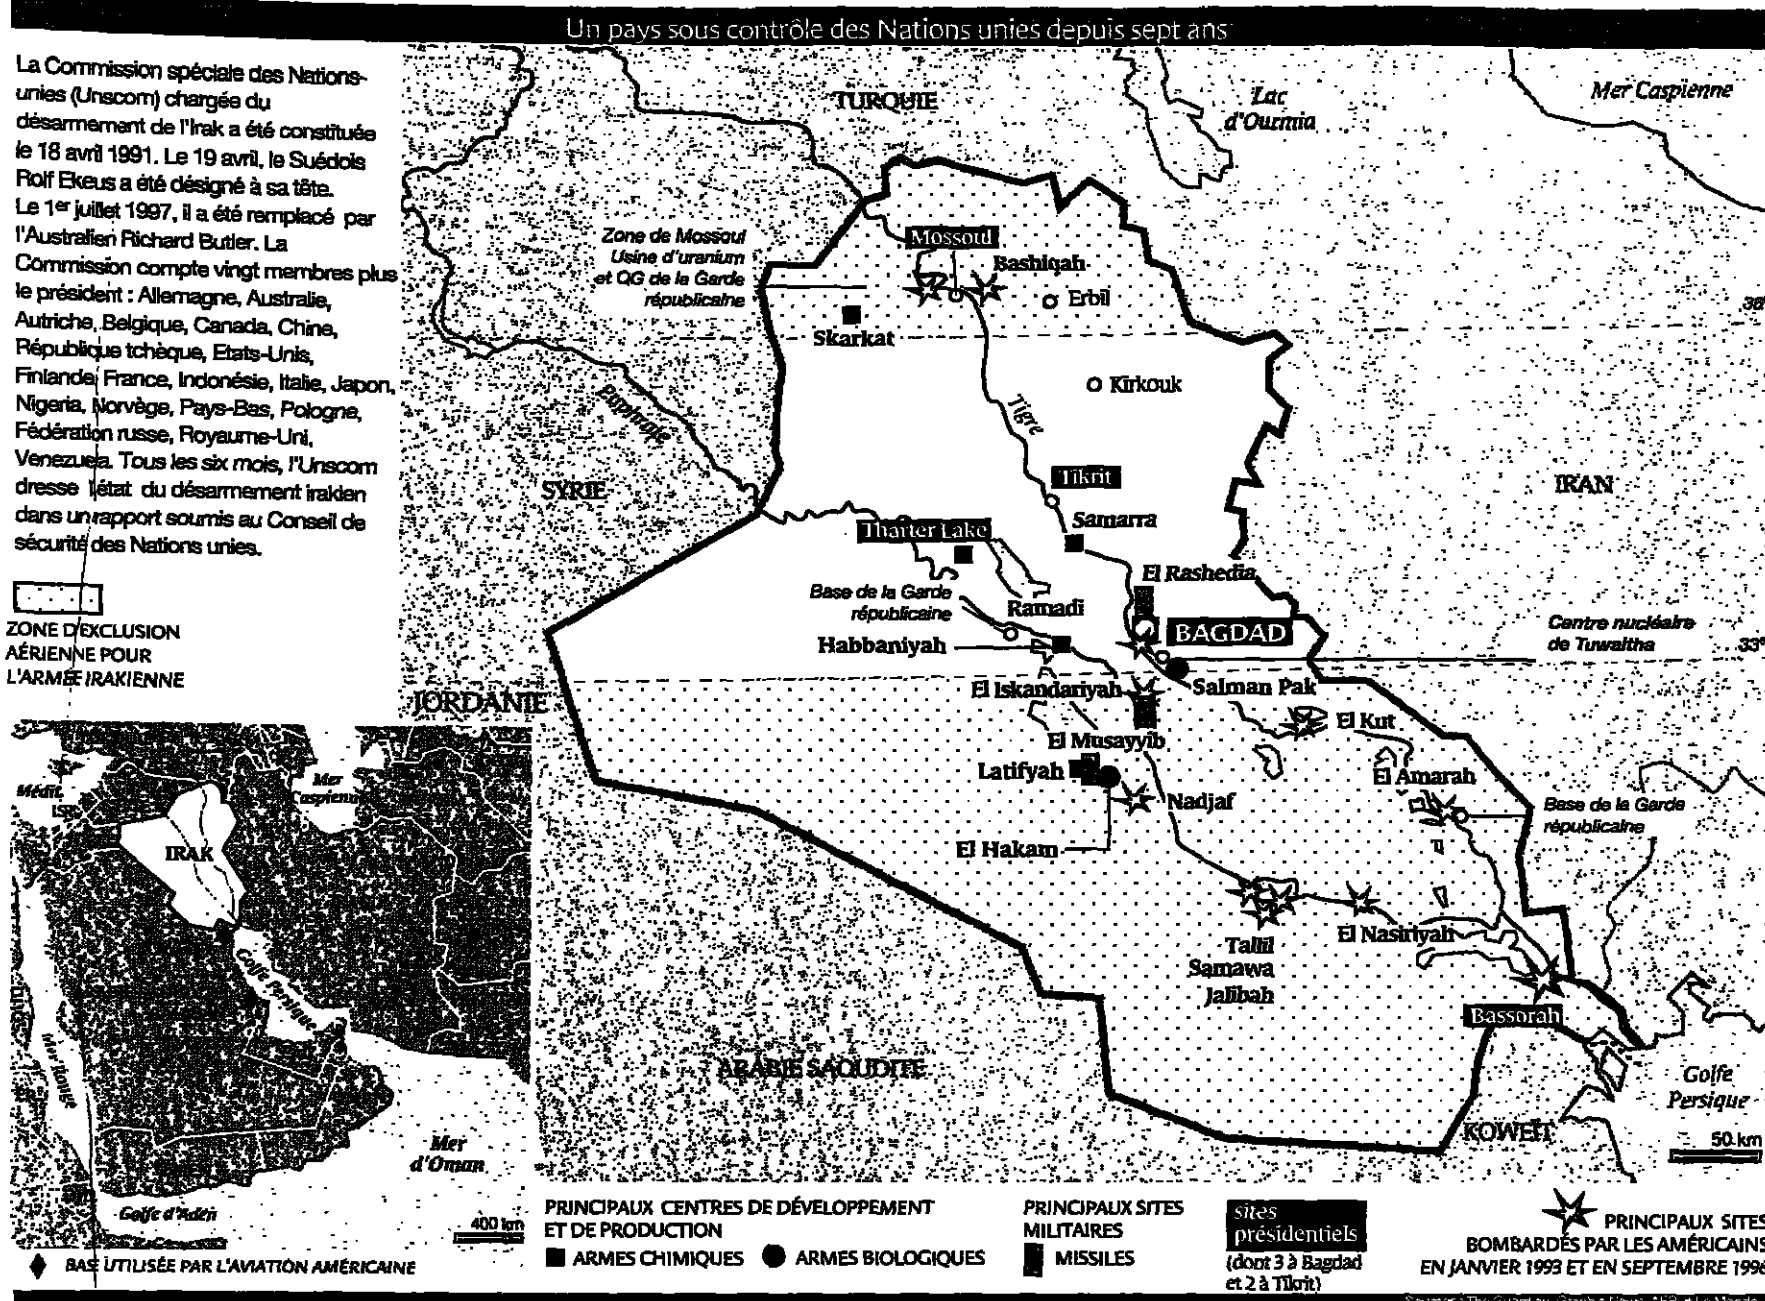 Un pays sous contrôle des Nations unies depuis sept ans
La Commission spéciale des Nations-
unies (Unscom) chargée du
désarmement de l'Irak a été constituée
le 18 avril 1991. Le 19 avril, le Suédois
Rolf Ekeus a été désigné à sa tête.
Le 1er juillet 1997, il a été remplacé par
l'Australien Richard Butler. La
Commission compte vingt membres plus
le président : Allemagne, Australie,
Autriche, Belgique, Canada, Chine,
République tchèque, Etats-Unis,
Finlande, France, Indonésie, Italie, Japon,
Nigeria, Norvège, Pays-Bas, Pologne,
Fédération russe, Royaume-Uni,
Venezuela. Tous les six mois, l'Unscom
dresse l'état du désarmement irakien
dans un rapport soumis au Conseil de
sécurité des Nations unies.
ZONE D'EXCLUSION
AÉRIENNE POUR
L'ARMÉE IRAKIENNE
TURQUIE
Lac
d'Ourmia
Mer Caspienne
Zone de Mossoul
Usine d'uranium
et QG de la Garde
républicaine
Mossoul
Bashiqah
Erbil
36°
Skarkat
Kirkouk
Euphrate
Tigre
SYRIE
Tikrit
IRAN
Samarra
Thariter Lake
El Rashedia
Base de la Garde
républicaine
Ramadi
BAGDAD
Centre nucléaire
de Tuwaitha
33°
Habbaniyah
El Iskandariyah
Salman Pak
JORDANIE
El Kut
El Musayyib
Latifyah
El Amarah
Nadjaf
Base de la Garde
républicaine
El Hakam
El Nasiriyah
Tallil
Samawa
Jalibah
Bassorah
ARABIE SAOUDITE
Golfe
Persique
KOWEÏT
50 km
Médit.
ISR.
Mer
Caspienne
IRAK
Golfe Persique
Mer Rouge
Mer
d'Oman
Golfe d'Aden
400 km
BASE UTILISÉE PAR L'AVIATION AMÉRICAINE
PRINCIPAUX CENTRES DE DÉVELOPPEMENT
ET DE PRODUCTION
ARMES CHIMIQUES
ARMES BIOLOGIQUES
PRINCIPAUX SITES
MILITAIRES
MISSILES
sites
présidentiels
(dont 3 à Bagdad
et 2 à Tikrit)
PRINCIPAUX SITES
BOMBARDÉS PAR LES AMÉRICAINS
EN JANVIER 1993 ET EN SEPTEMBRE 1996